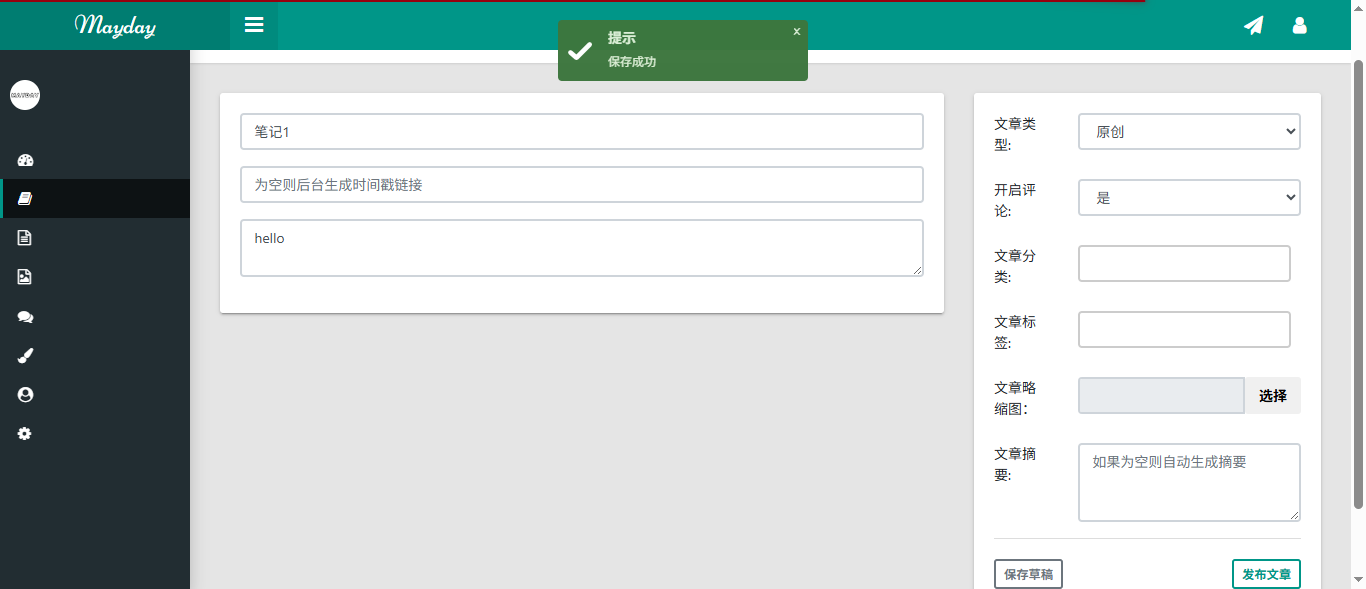 Mayday
提示
x
保存成功
MAYDAY
笔记1
为空则后台生成时间戳链接
hello
文章类
型:
原创
开启评
论:
是
文章分
类:
文章标
签:
文章略
缩图：
选择
文章摘
要:
如果为空则自动生成摘要
保存草稿
发布文章